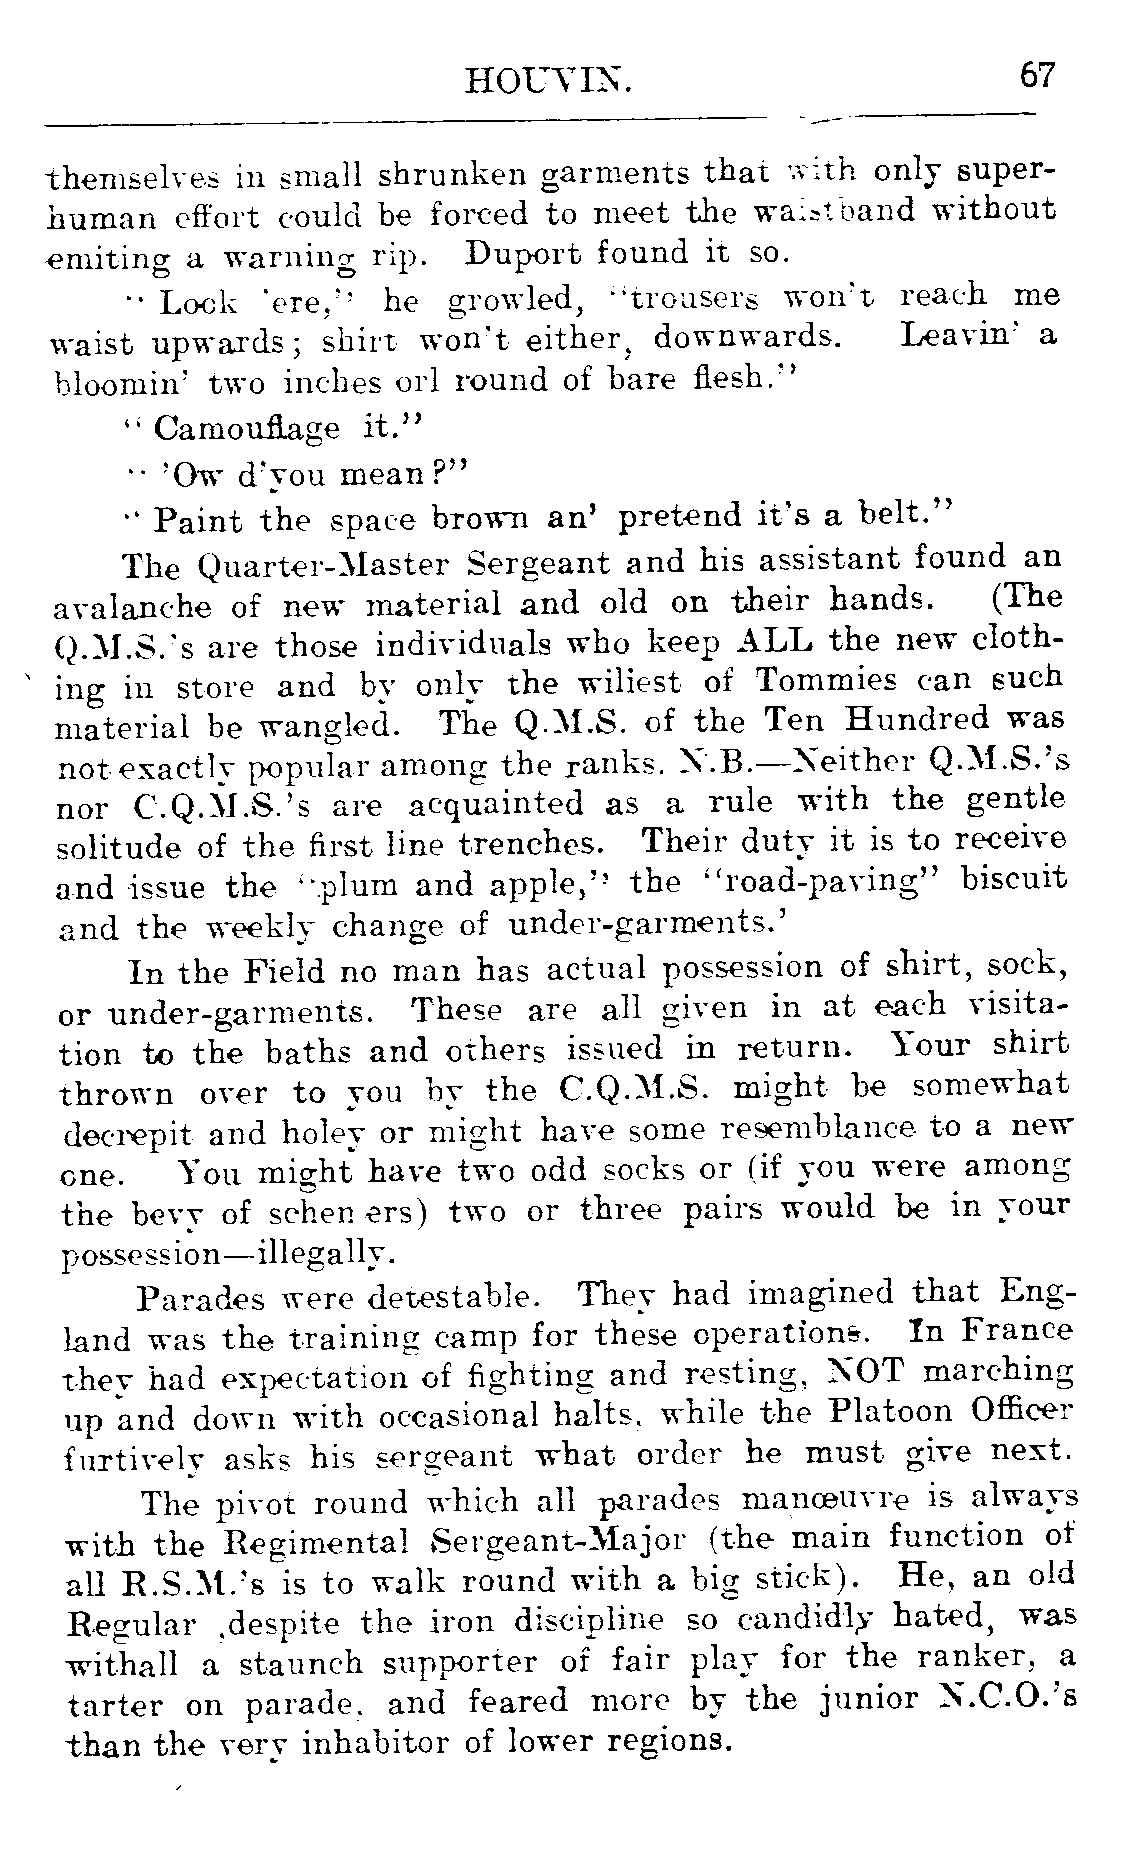 HOUVIN. 67
themselves in small shrunken garments that with only super-
human effort could be forced to meet the waistband without
emiting a warning rip. Duport found it so.
" Lock 'ere," he growled, "trousers won't reach me
waist upwards; shirt won't either, downwards. Leavin' a
bloomin' two inches orl round of bare flesh."
" Camouflage it."
" 'Ow d'you mean?"
" Paint the space brown an' pretend it's a belt."
The Quarter-Master Sergeant and his assistant found an
avalanche of new material and old on their hands. (The
Q.M.S.'s are those individuals who keep ALL the new cloth-
ing in store and by only the wiliest of Tommies can such
material be wangled. The Q.M.S. of the Ten Hundred was
not exactly popular among the ranks. N.B.—Neither Q.M.S.'s
nor C.Q.M.S.'s are acquainted as a rule with the gentle
solitude of the first line trenches. Their duty it is to receive
and issue the "plum and apple," the "road-paving" biscuit
and the weekly change of under-garments.'
In the Field no man has actual possession of shirt, sock,
or under-garments. These are all given in at each visita-
tion to the baths and others issued in return. Your shirt
thrown over to you by the C.Q.M.S. might be somewhat
decrepit and holey or might have some resemblance to a new
one. You might have two odd socks or (if you were among
the bevy of schen ers) two or three pairs would be in your
possession—illegally.
Parades were detestable. They had imagined that Eng-
land was the training camp for these operations. In France
they had expectation of fighting and resting, NOT marching
up and down with occasional halts, while the Platoon Officer
furtively asks his sergeant what order he must give next.
The pivot round which all parades manœuvre is always
with the Regimental Sergeant-Major (the main function of
all R.S.M.'s is to walk round with a big stick). He, an old
Regular ,despite the iron discipline so candidly hated, was
withall a staunch supporter of fair play for the ranker, a
tarter on parade, and feared more by the junior N.C.O.'s
than the very inhabitor of lower regions.